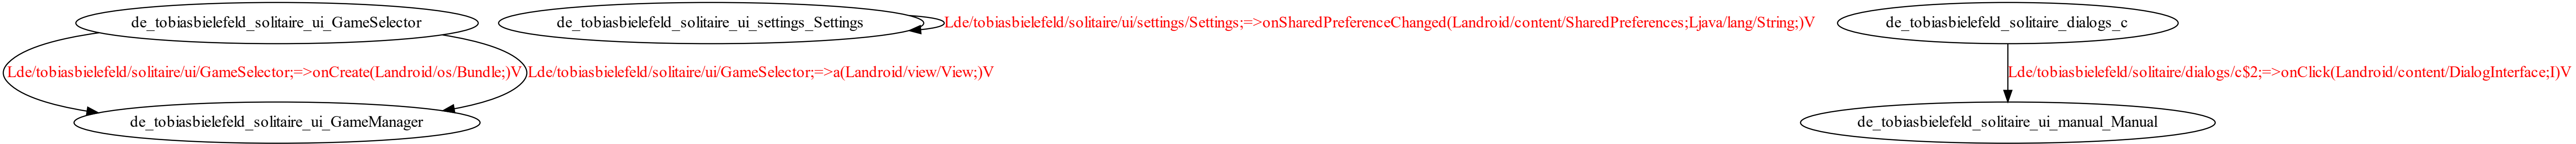 de_tobiasbielefeld_solitaire_ui_GameSelector
de_tobiasbielefeld_solitaire_ui_settings_Settings
Lde/tobiasbielefeld/solitaire/ui/settings/Settings;=>onSharedPreferenceChanged(Landroid/content/SharedPreferences;Ljava/lang/String;)V
de_tobiasbielefeld_solitaire_dialogs_c
Lde/tobiasbielefeld/solitaire/ui/GameSelector;=>onCreate(Landroid/os/Bundle;)V
Lde/tobiasbielefeld/solitaire/ui/GameSelector;=>a(Landroid/view/View;)V
Lde/tobiasbielefeld/solitaire/dialogs/c$2;=>onClick(Landroid/content/DialogInterface;I)V
de_tobiasbielefeld_solitaire_ui_GameManager
de_tobiasbielefeld_solitaire_ui_manual_Manual